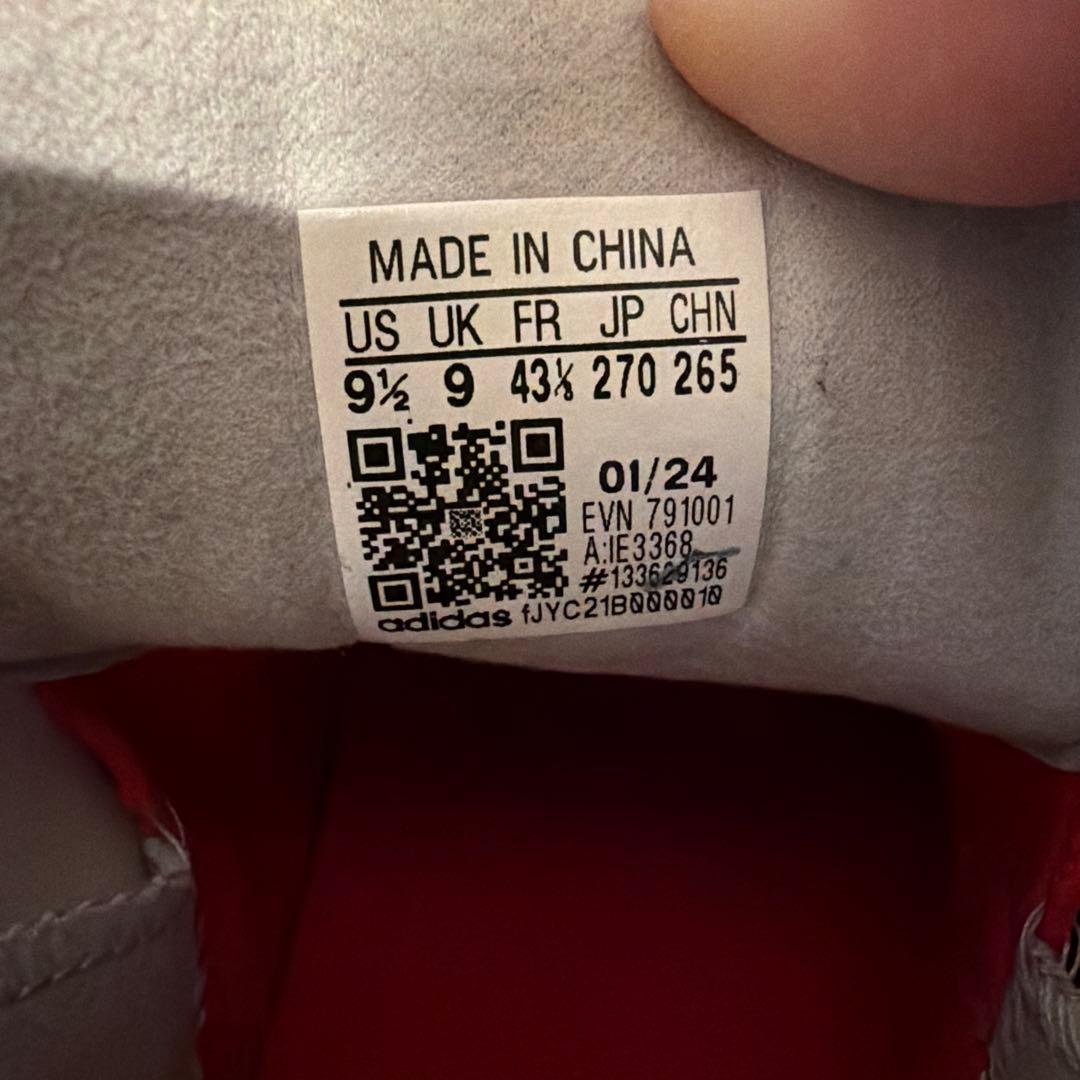 MADE IN CHINA
US UK FR JP CHN
9½ 9 43⅓ 270 265
01/24
EVN 791001
A:IE3368
#133629136
adidas fJYC21B000010